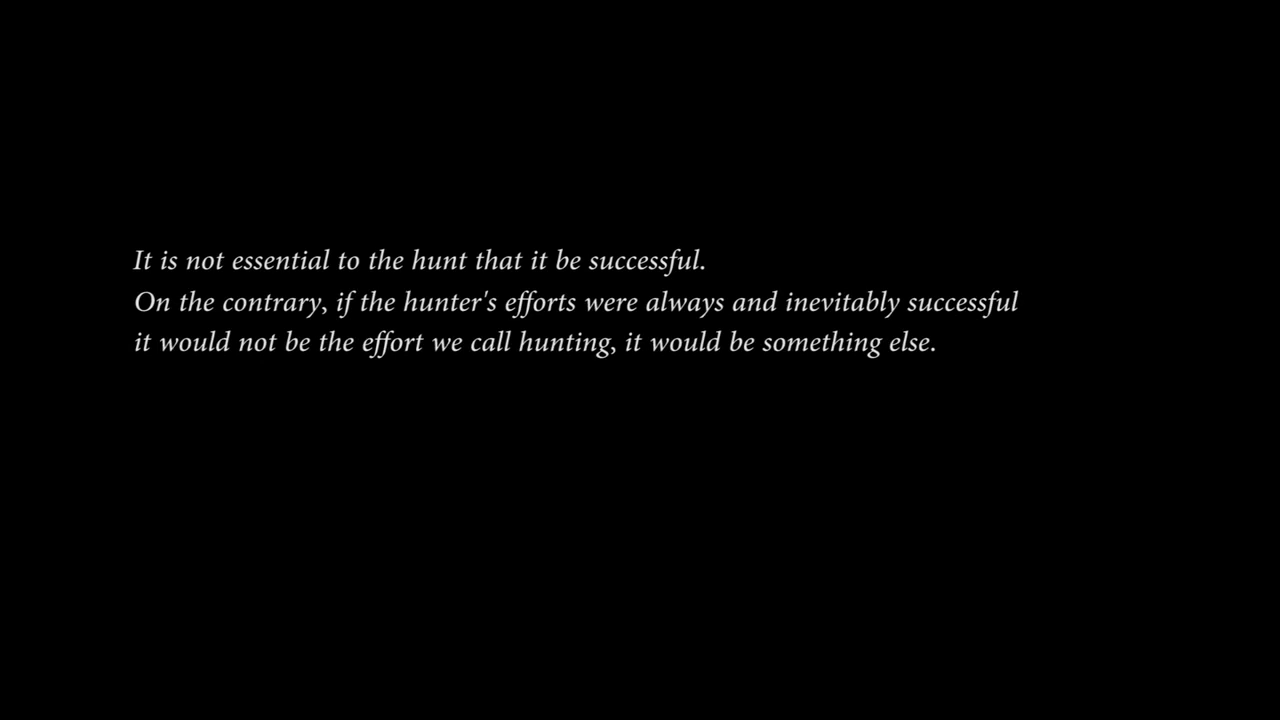 It is not essential to the hunt that it be successful.
On the contrary, if the hunter's efforts were always and inevitably successful
it would not be the effort we call hunting, it would be something else.